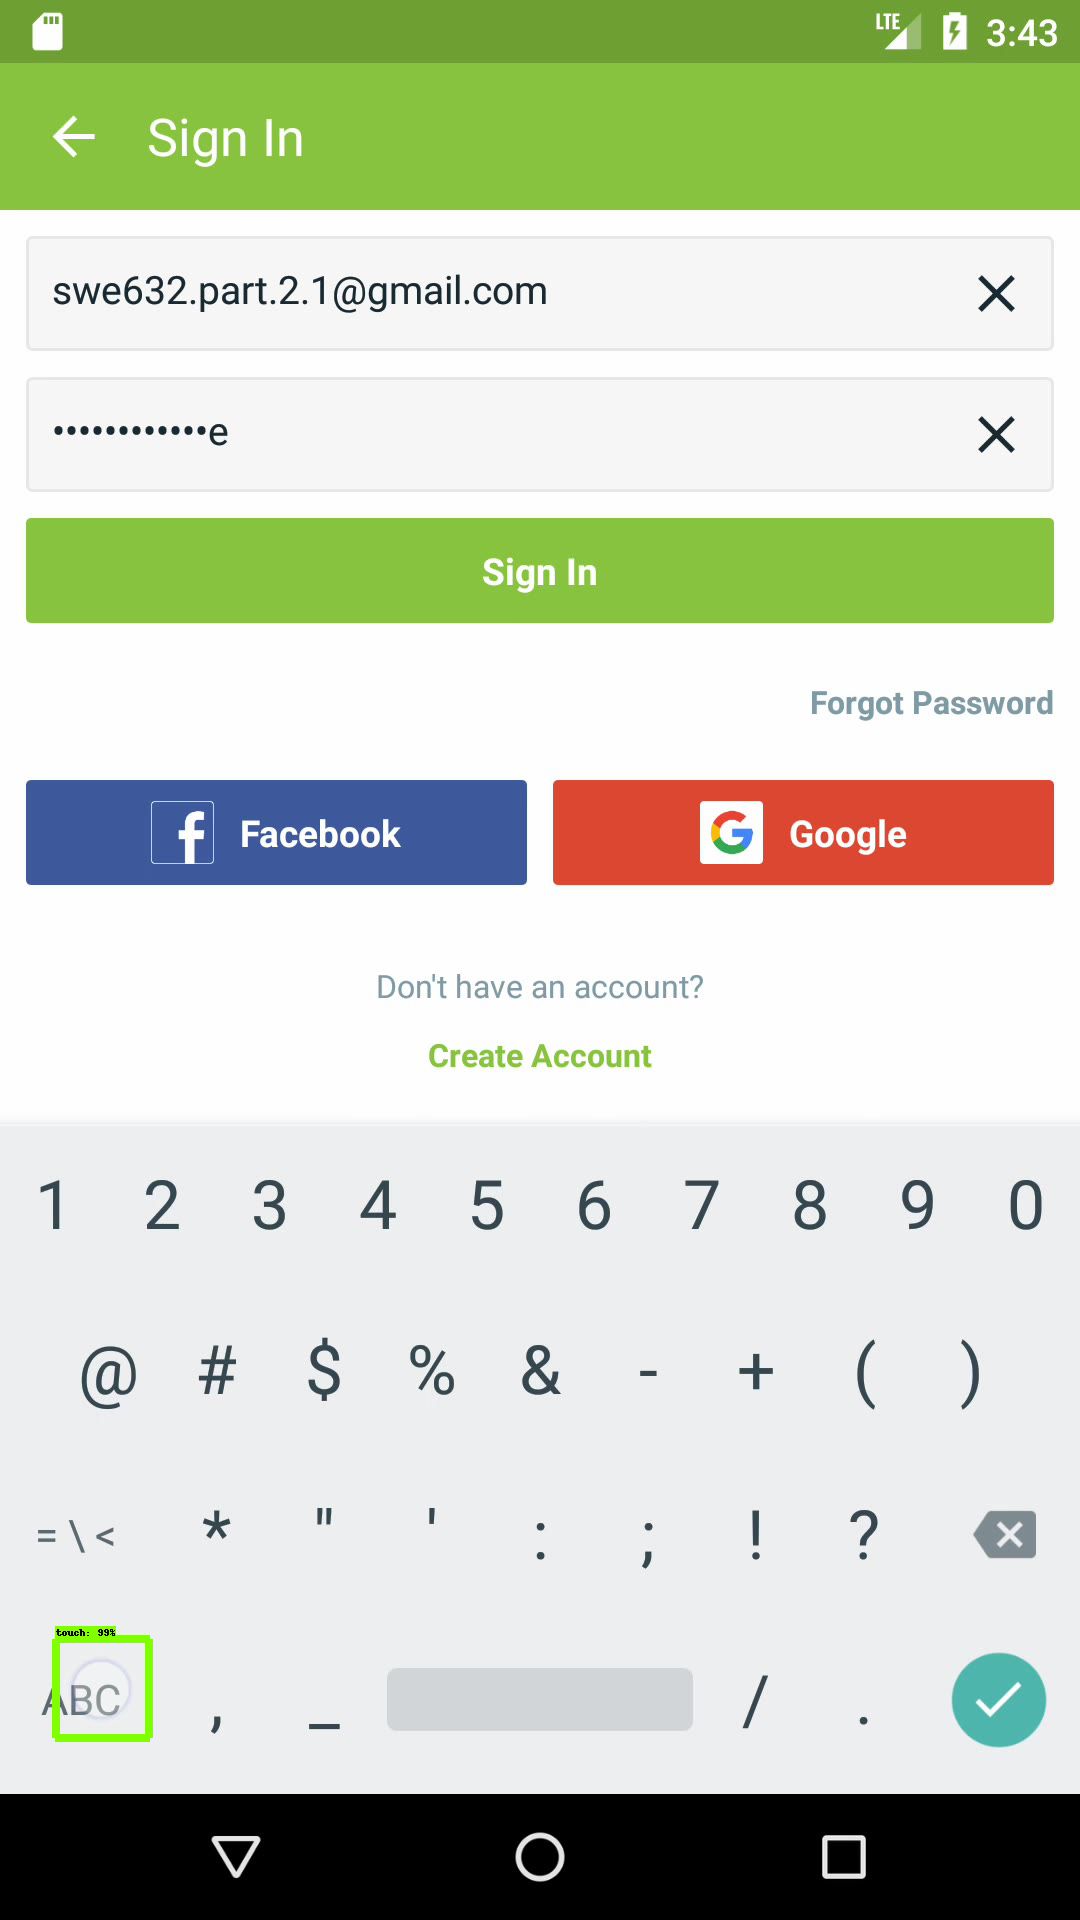 LTE 3:43
Sign In
swe632.part.2.1@gmail.com
••••••••••••e
Sign In
Forgot Password
f Facebook
G Google
Don't have an account?
Create Account
1 2 3 4 5 6 7 8 9 0
@ # $ % & - + ( )
= \ < * " ' : ; ! ?
touch: 99%
ABC , _ / .